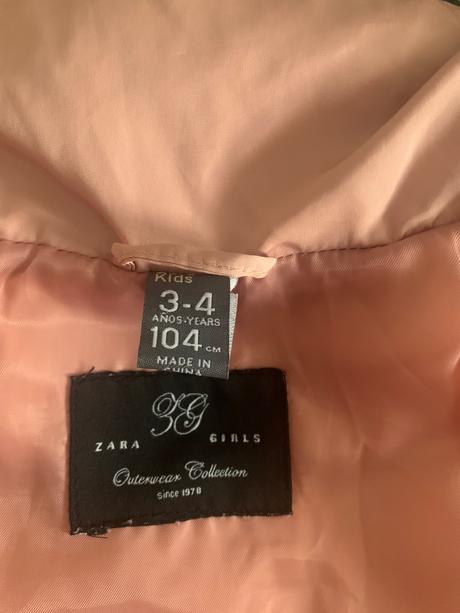 Kids
3-4
AÑOS-YEARS
104 CM
MADE IN
CHINA
ZG
ZARA GIRLS
Outerwear Collection
Since 1978